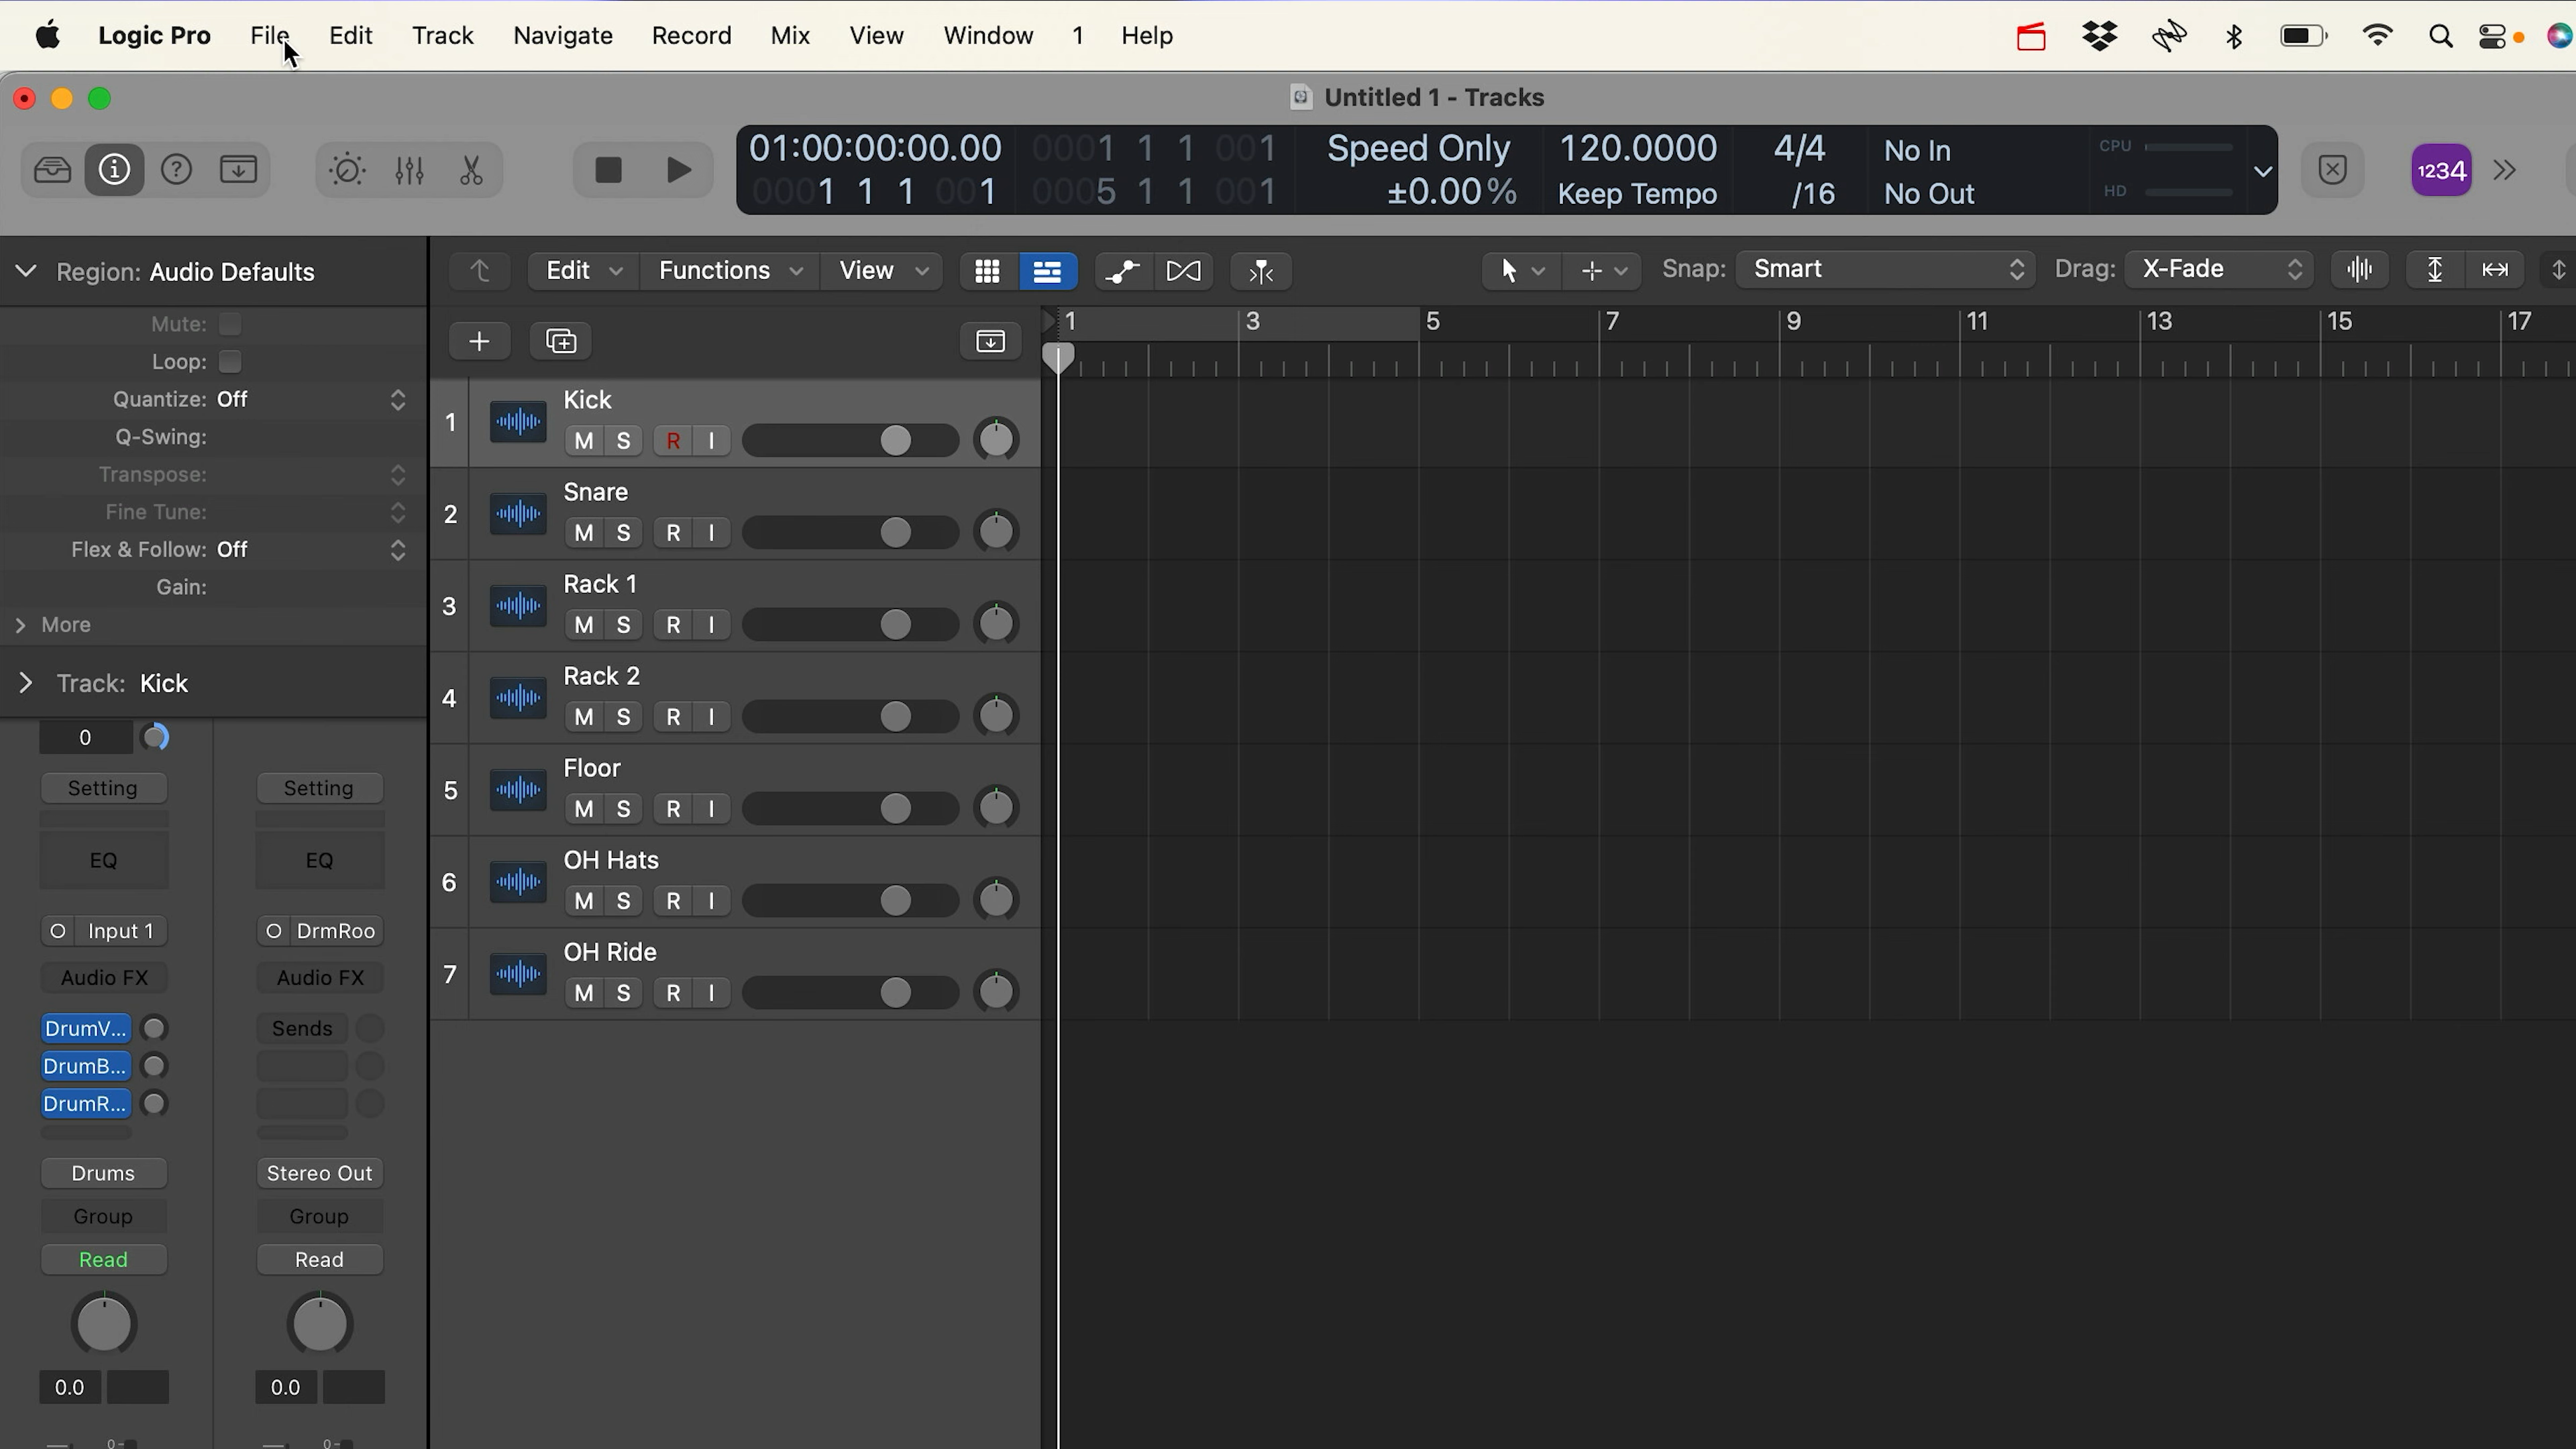 Logic Pro File Edit Track Navigate Record Mix View Window 1 Help
Untitled 1 - Tracks
01:00:00:00.00 0001 1 1 001 Speed Only 120.0000 4/4 No In CPU
0001 1 1 001 0005 1 1 001 ±0.00% Keep Tempo /16 No Out HD
1234
Region: Audio Defaults
Edit Functions View Snap: Smart Drag: X-Fade
Mute:
Loop:
Quantize: Off
Q-Swing:
Transpose:
Fine Tune:
Flex & Follow: Off
Gain:
More
Track: Kick
0
Setting Setting
EQ EQ
Input 1 DrmRoo
Audio FX Audio FX
DrumV... Sends
DrumB...
DrumR...
Drums Stereo Out
Group Group
Read Read
0.0 0.0
0- 0-
1 3 5 7 9 11 13 15 17
1 Kick
M S R I
2 Snare
M S R I
3 Rack 1
M S R I
4 Rack 2
M S R I
5 Floor
M S R I
6 OH Hats
M S R I
7 OH Ride
M S R I